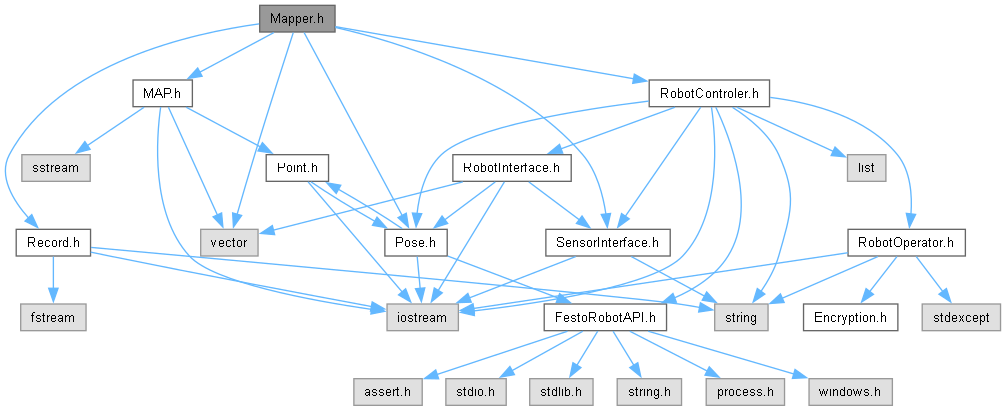 Mapper.h
MAP.h
RobotControler.h
sstream
Point.h
RobotInterface.h
list
Record.h
vector
Pose.h
SensorInterface.h
RobotOperator.h
fstream
iostream
FestoRobotAPI.h
string
Encryption.h
stdexcept
assert.h
stdio.h
stdlib.h
string.h
process.h
windows.h